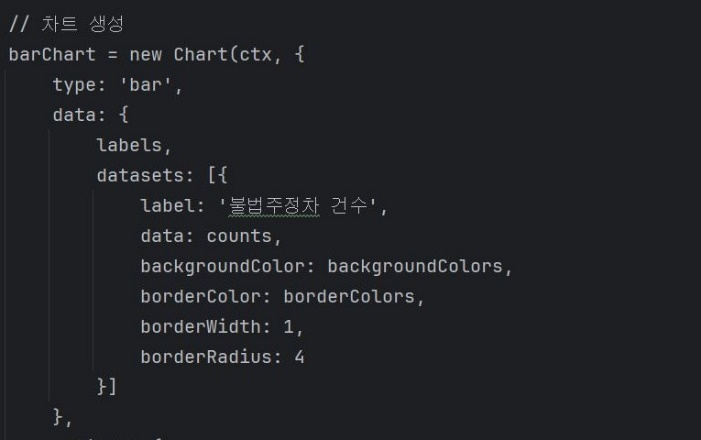 // 차트 생성
barChart = new Chart(ctx, {
    type: 'bar',
    data: {
        labels,
        datasets: [{
            label: '불법주정차 건수',
            data: counts,
            backgroundColor: backgroundColors,
            borderColor: borderColors,
            borderWidth: 1,
            borderRadius: 4
        }]
    },